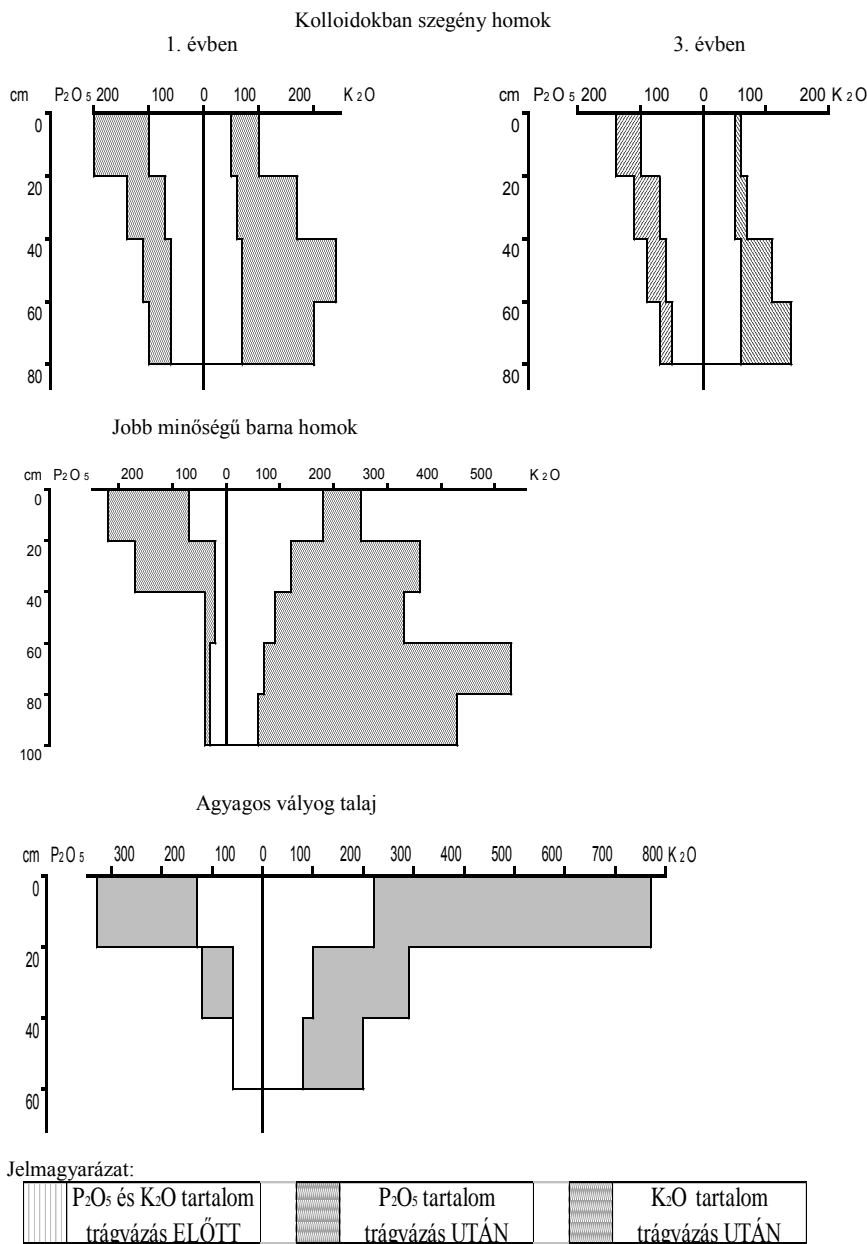 Kolloidokban szegény homok
1. évben
3. évben
cm P2O5 200 100 0 100 200 K2O
0
20
40
60
80
cm P2O5 200 100 0 100 200 K2O
0
20
40
60
80
Jobb minőségű barna homok
cm P2O5 200 100 0 100 200 300 400 500 K2O
0
20
40
60
80
100
Agyagos vályog talaj
cm P2O5 300 200 100 0 100 200 300 400 500 600 700 800 K2O
0
20
40
60
Jelmagyarázat:
P2O5 és K2O tartalom
trágvázás ELŐTT
P2O5 tartalom
trágvázás UTÁN
K2O tartalom
trágvázás UTÁN